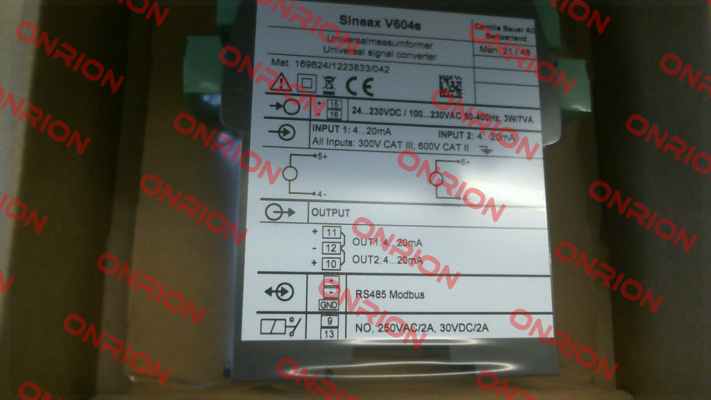 Sineax V604s
Universalmessumformer
Universal signal converter
Camille Bauer AG
Switzerland
Man. 21 / 45
Mat: 169624/1223833/042
CE
15
16
24...230VDC / 100...230VAC 50-400Hz, 3W/7VA
INPUT 1: 4...20mA INPUT 2: 4...20mA
All Inputs: 300V CAT III, 600V CAT II
5+
6+
4-
OUTPUT
+ 11
- 12
+ 10
OUT1: 4...20mA
OUT2: 4...20mA
+
-
GND
RS485 Modbus
9
13
NO, 250VAC/2A, 30VDC/2A
ONRION